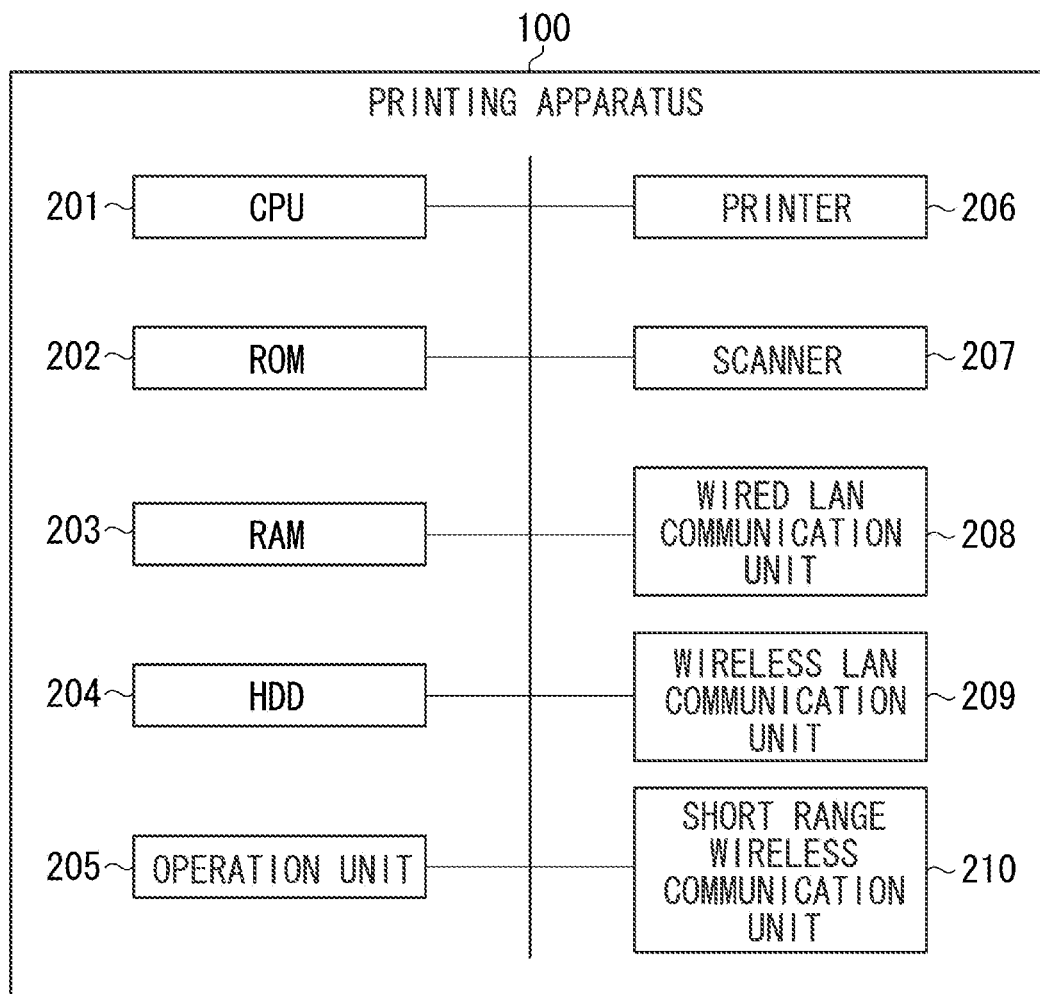 100
PRINTING APPARATUS
201
CPU
PRINTER
206
202
ROM
SCANNER
207
203
RAM
WIRED LAN
COMMUNICATION
UNIT
208
204
HDD
WIRELESS LAN
COMMUNICATION
UNIT
209
205
OPERATION UNIT
SHORT RANGE
WIRELESS
COMMUNICATION
UNIT
210